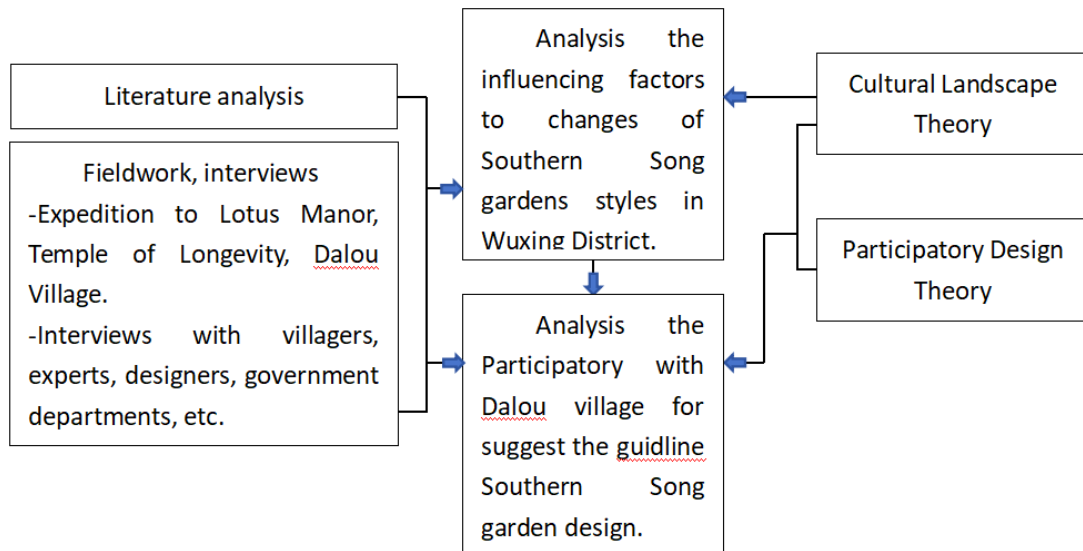 Literature analysis
Fieldwork, interviews
-Expedition to Lotus Manor,
Temple of Longevity, Dalou
Village.
-Interviews with villagers,
experts, designers, government
departments, etc.
Analysis the
influencing factors
to changes of
Southern Song
gardens styles in
Wuxing District.
Analysis the
Participatory with
Dalou village for
suggest the guidline
Southern Song
garden design.
Cultural Landscape
Theory
Participatory Design
Theory